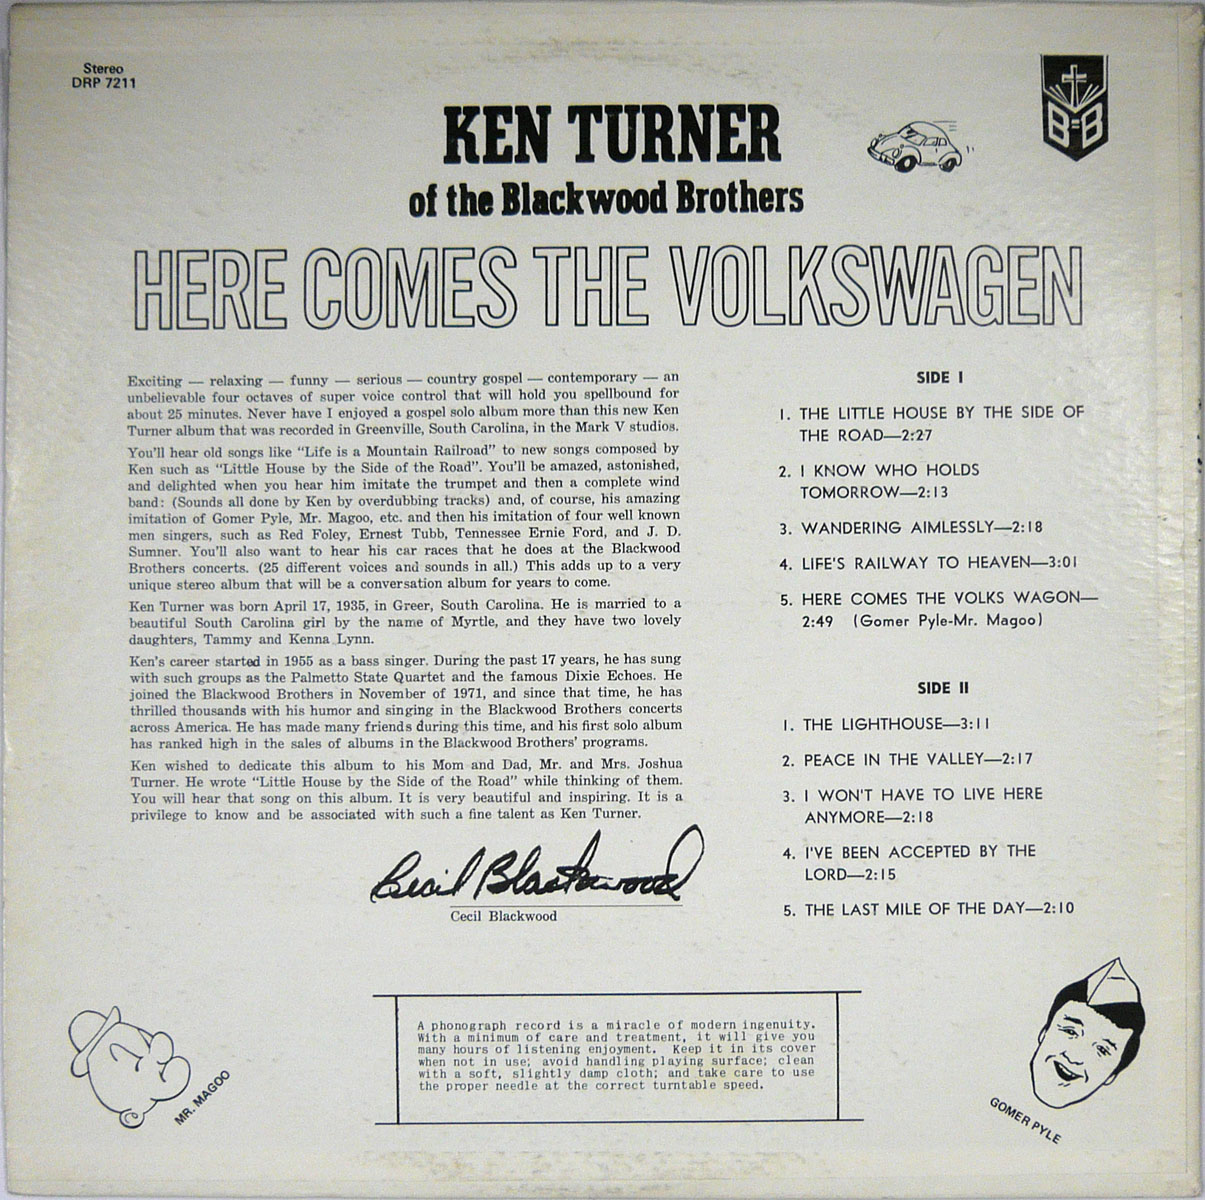 Stereo
DRP 7211
B=B
KEN TURNER
of the Blackwood Brothers
HERE COMES THE VOLKSWAGEN
Exciting — relaxing — funny — serious — country gospel — contemporary — an
unbelievable four octaves of super voice control that will hold you spellbound for
about 25 minutes. Never have I enjoyed a gospel solo album more than this new Ken
Turner album that was recorded in Greenville, South Carolina, in the Mark V studios.
You'll hear old songs like "Life is a Mountain Railroad" to new songs composed by
Ken such as "Little House by the Side of the Road". You'll be amazed, astonished,
and delighted when you hear him imitate the trumpet and then a complete wind
band: (Sounds all done by Ken by overdubbing tracks) and, of course, his amazing
imitation of Gomer Pyle, Mr. Magoo, etc. and then his imitation of four well known
men singers, such as Red Foley, Ernest Tubb, Tennessee Ernie Ford, and J. D.
Sumner. You'll also want to hear his car races that he does at the Blackwood
Brothers concerts. (25 different voices and sounds in all.) This adds up to a very
unique stereo album that will be a conversation album for years to come.
Ken Turner was born April 17, 1935, in Greer, South Carolina. He is married to a
beautiful South Carolina girl by the name of Myrtle, and they have two lovely
daughters, Tammy and Kenna Lynn.
Ken's career started in 1955 as a bass singer. During the past 17 years, he has sung
with such groups as the Palmetto State Quartet and the famous Dixie Echoes. He
joined the Blackwood Brothers in November of 1971, and since that time, he has
thrilled thousands with his humor and singing in the Blackwood Brothers concerts
across America. He has made many friends during this time, and his first solo album
has ranked high in the sales of albums in the Blackwood Brothers' programs.
Ken wished to dedicate this album to his Mom and Dad, Mr. and Mrs. Joshua
Turner. He wrote "Little House by the Side of the Road" while thinking of them.
You will hear that song on this album. It is very beautiful and inspiring. It is a
privilege to know and be associated with such a fine talent as Ken Turner.
Cecil Blackwood
Cecil Blackwood
SIDE I
1. THE LITTLE HOUSE BY THE SIDE OF
THE ROAD—2:27
2. I KNOW WHO HOLDS
TOMORROW—2:13
3. WANDERING AIMLESSLY—2:18
4. LIFE'S RAILWAY TO HEAVEN—3:01
5. HERE COMES THE VOLKS WAGON—
2:49 (Gomer Pyle-Mr. Magoo)
SIDE II
1. THE LIGHTHOUSE—3:11
2. PEACE IN THE VALLEY—2:17
3. I WON'T HAVE TO LIVE HERE
ANYMORE—2:18
4. I'VE BEEN ACCEPTED BY THE
LORD—2:15
5. THE LAST MILE OF THE DAY—2:10
MR. MAGOO
A phonograph record is a miracle of modern ingenuity.
With a minimum of care and treatment, it will give you
many hours of listening enjoyment. Keep it in its cover
when not in use; avoid handling playing surface; clean
with a soft, slightly damp cloth; and take care to use
the proper needle at the correct turntable speed.
GOMER PYLE